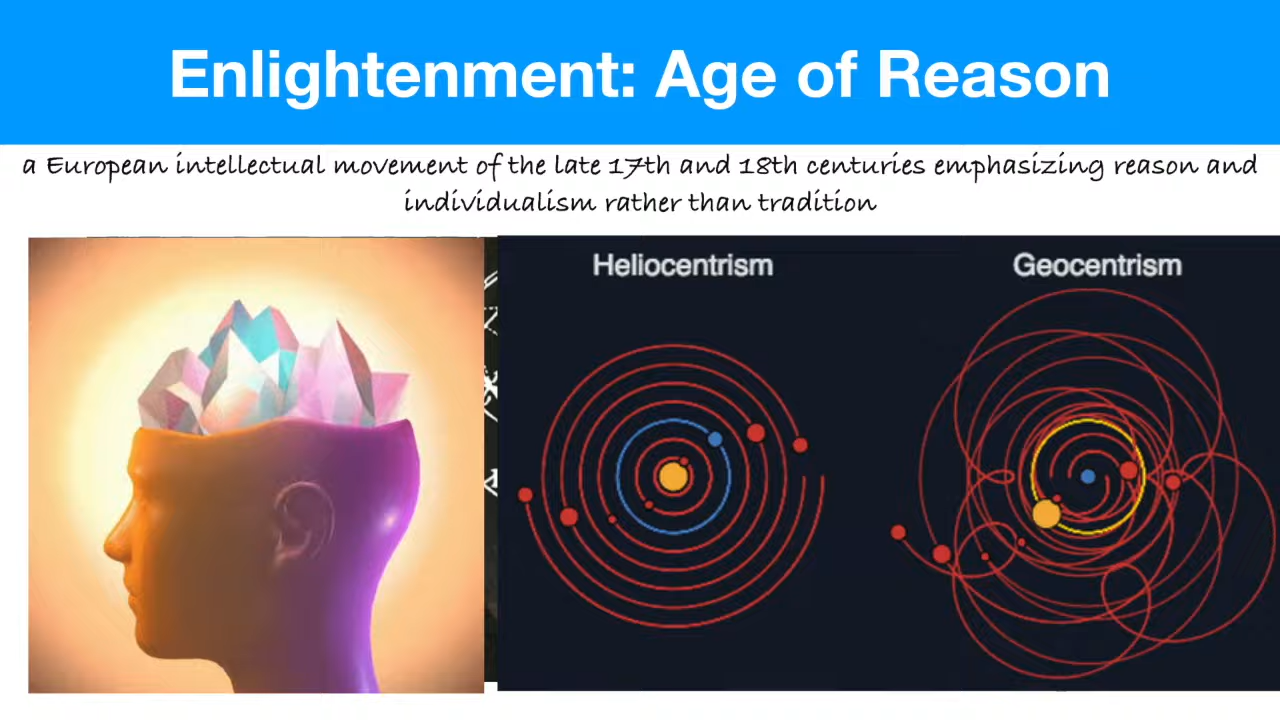 Enlightenment: Age of Reason
a European intellectual movement of the late 17th and 18th centuries emphasizing reason and
individualism rather than tradition
Heliocentrism
Geocentrism